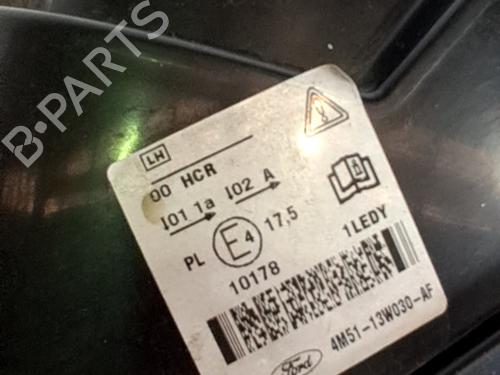 B-PARTS
LH
00 HCR
I01 1a I02 A
PL E4 17,5
10178
1LEDY
4M51-13W030-AF
Ford